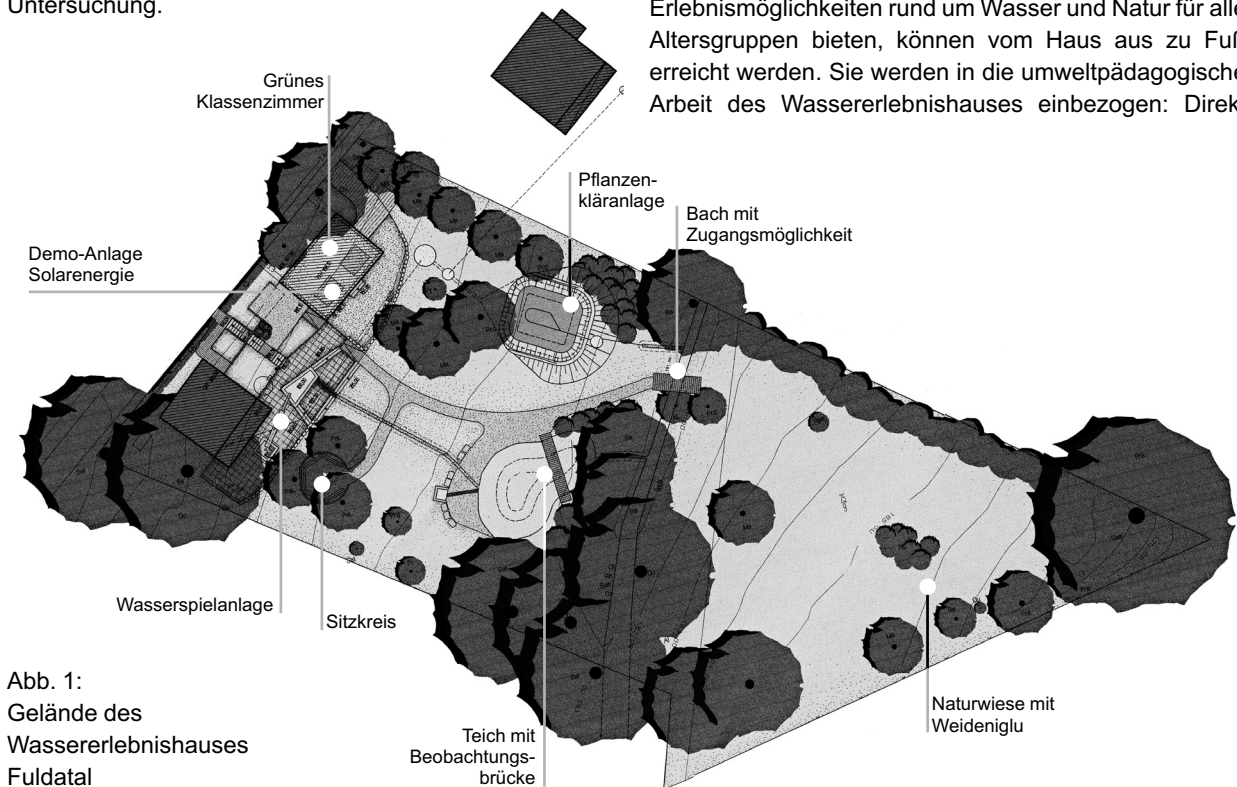 Untersuchung.
Erlebnismöglichkeiten rund um Wasser und Natur für alle
Altersgruppen bieten, können vom Haus aus zu Fuß
erreicht werden. Sie werden in die umweltpädagogische
Arbeit des Wassererlebnishauses einbezogen: Direk
Grünes
Klassenzimmer
Pflanzen-
kläranlage
Bach mit
Zugangsmöglichkeit
Demo-Anlage
Solarenergie
Wasserspielanlage
Sitzkreis
Teich mit
Beobachtungs-
brücke
Naturwiese mit
Weideniglu
Abb. 1:
Gelände des
Wassererlebnishauses
Fuldatal